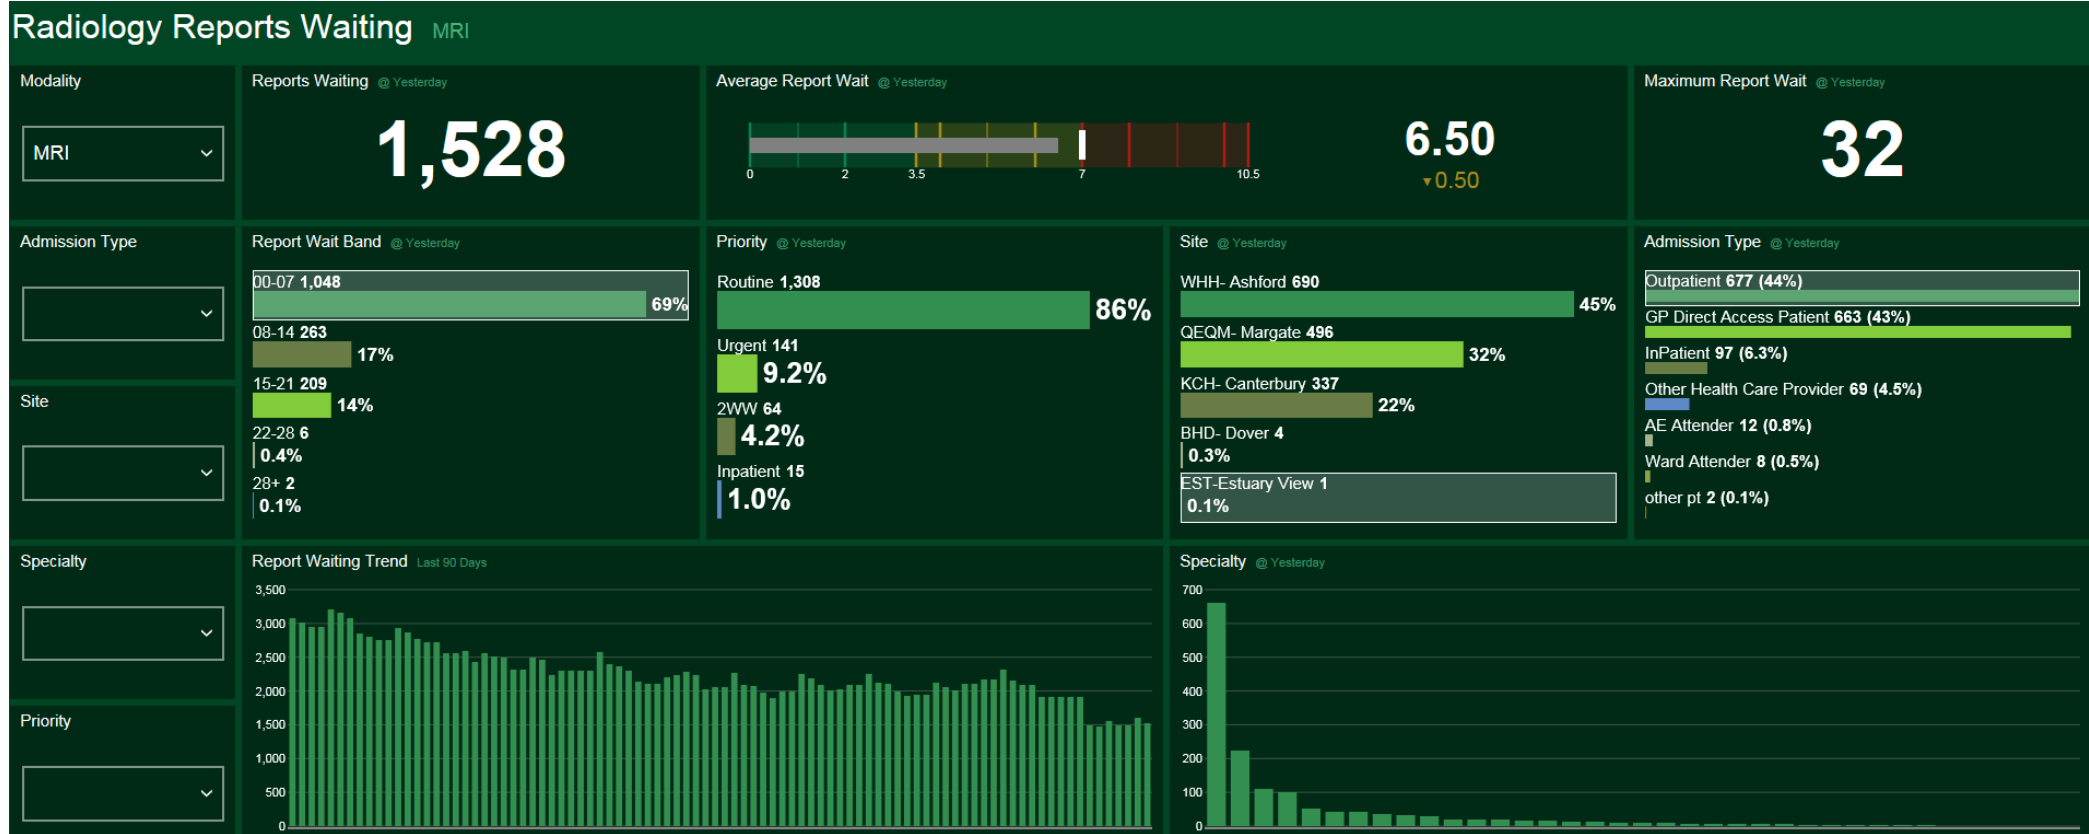 Radiology Reports Waiting MRI
Modality
MRI
Reports Waiting @ Yesterday
1,528
Average Report Wait @ Yesterday
0 2 3.5 7 10.5
6.50
▼0.50
Maximum Report Wait @ Yesterday
32
Admission Type
Report Wait Band @ Yesterday
00-07 1,048
69%
08-14 263
17%
15-21 209
14%
22-28 6
0.4%
28+ 2
0.1%
Priority @ Yesterday
Routine 1,308
86%
Urgent 141
9.2%
2WW 64
4.2%
Inpatient 15
1.0%
Site @ Yesterday
WHH- Ashford 690
45%
QEQM- Margate 496
32%
KCH- Canterbury 337
22%
BHD- Dover 4
0.3%
EST-Estuary View 1
0.1%
Admission Type @ Yesterday
Outpatient 677 (44%)
GP Direct Access Patient 663 (43%)
InPatient 97 (6.3%)
Other Health Care Provider 69 (4.5%)
AE Attender 12 (0.8%)
Ward Attender 8 (0.5%)
other pt 2 (0.1%)
Site
Specialty
Priority
Report Waiting Trend Last 90 Days
3,500
3,000
2,500
2,000
1,500
1,000
500
0
Specialty @ Yesterday
700
600
500
400
300
200
100
0